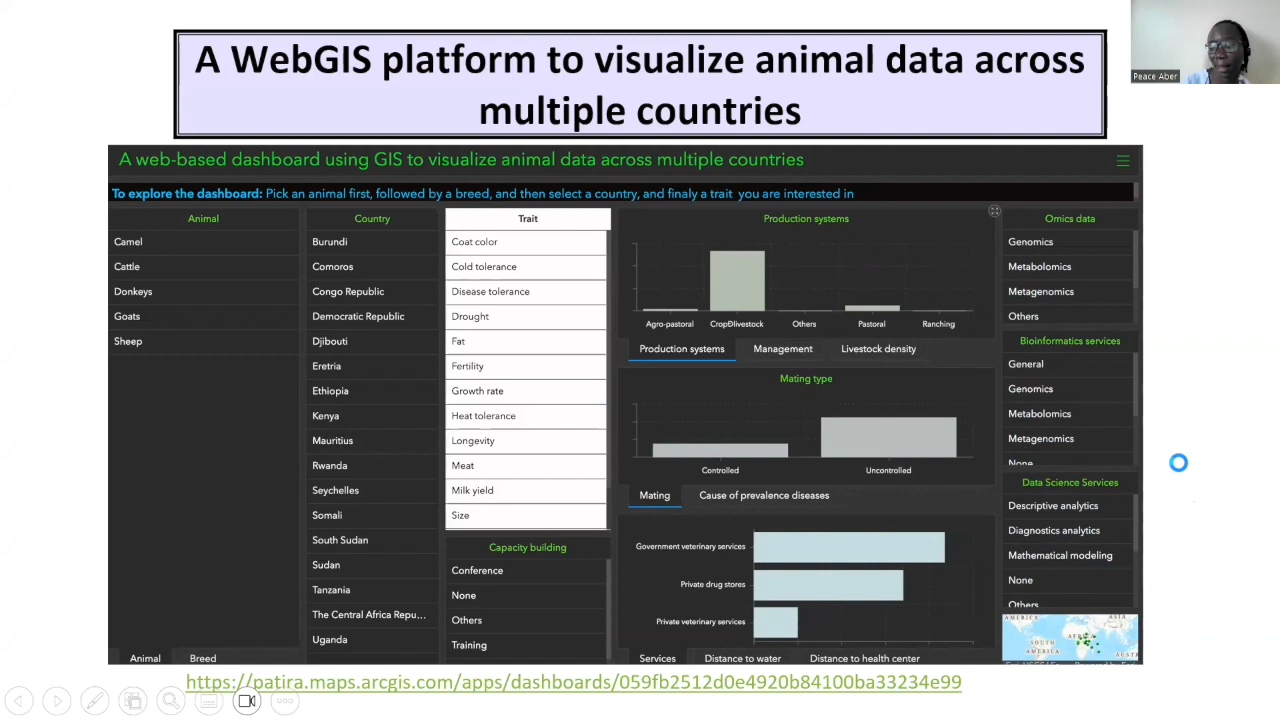 A WebGIS platform to visualize animal data across
multiple countries
Peace Aber
A web-based dashboard using GIS to visualize animal data across multiple countries
To explore the dashboard: Pick an animal first, followed by a breed, and then select a country, and finaly a trait you are interested in
Animal
Camel
Cattle
Donkeys
Goats
Sheep
Animal
Breed
Country
Burundi
Comoros
Congo Republic
Democratic Republic
Djibouti
Eretria
Ethiopia
Kenya
Mauritius
Rwanda
Seychelles
Somali
South Sudan
Sudan
Tanzania
The Central Africa Repu...
Uganda
Trait
Coat color
Cold tolerance
Disease tolerance
Drought
Fat
Fertility
Growth rate
Heat tolerance
Longevity
Meat
Milk yield
Size
Capacity building
Conference
None
Others
Training
Production systems
Agro-pastoral
CropÐlivestock
Others
Pastoral
Ranching
Production systems
Management
Livestock density
Mating type
Controlled
Uncontrolled
Mating
Cause of prevalence diseases
Government veterinary services
Private drug stores
Private veterinary services
Services
Distance to water
Distance to health center
Omics data
Genomics
Metabolomics
Metagenomics
Others
Bioinformatics services
General
Genomics
Metabolomics
Metagenomics
None
Data Science Services
Descriptive analytics
Diagnostics analytics
Mathematical modeling
None
Others
AMERICA
ASIA
SOUTH
AMERICA
https://patira.maps.arcgis.com/apps/dashboards/059fb2512d0e4920b84100ba33234e99